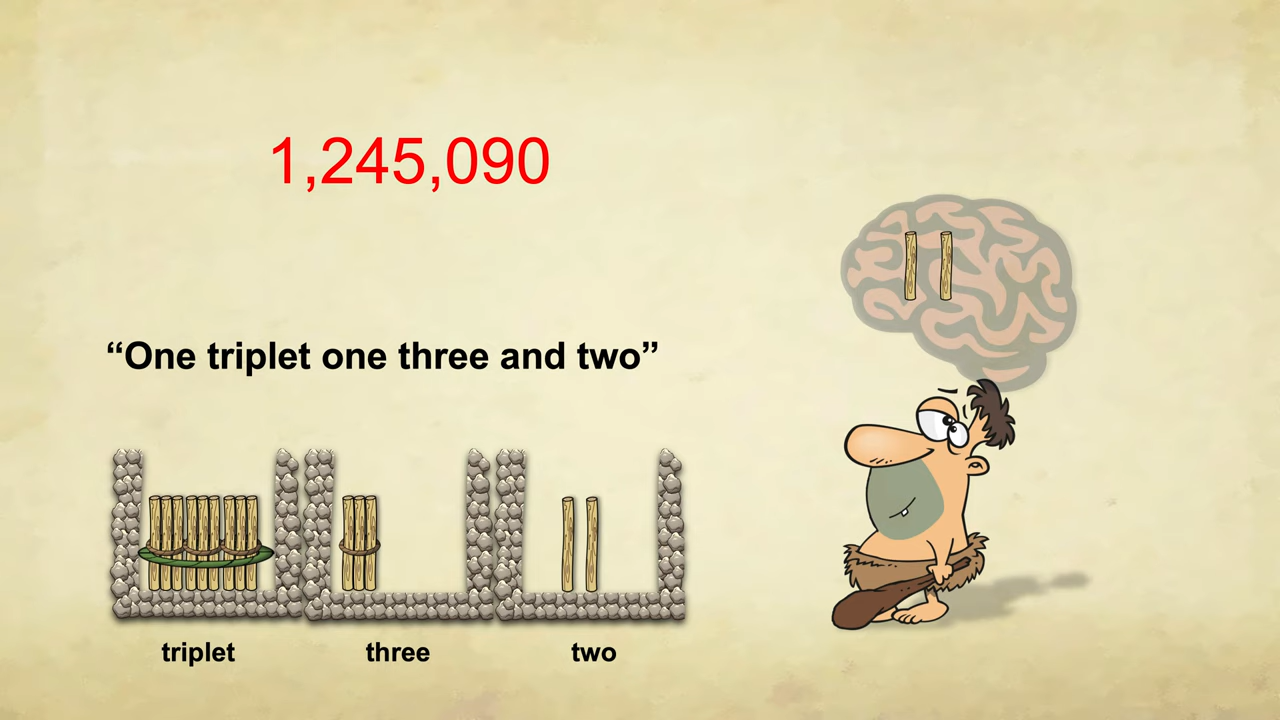 1,245,090
“One triplet one three and two”
triplet three two